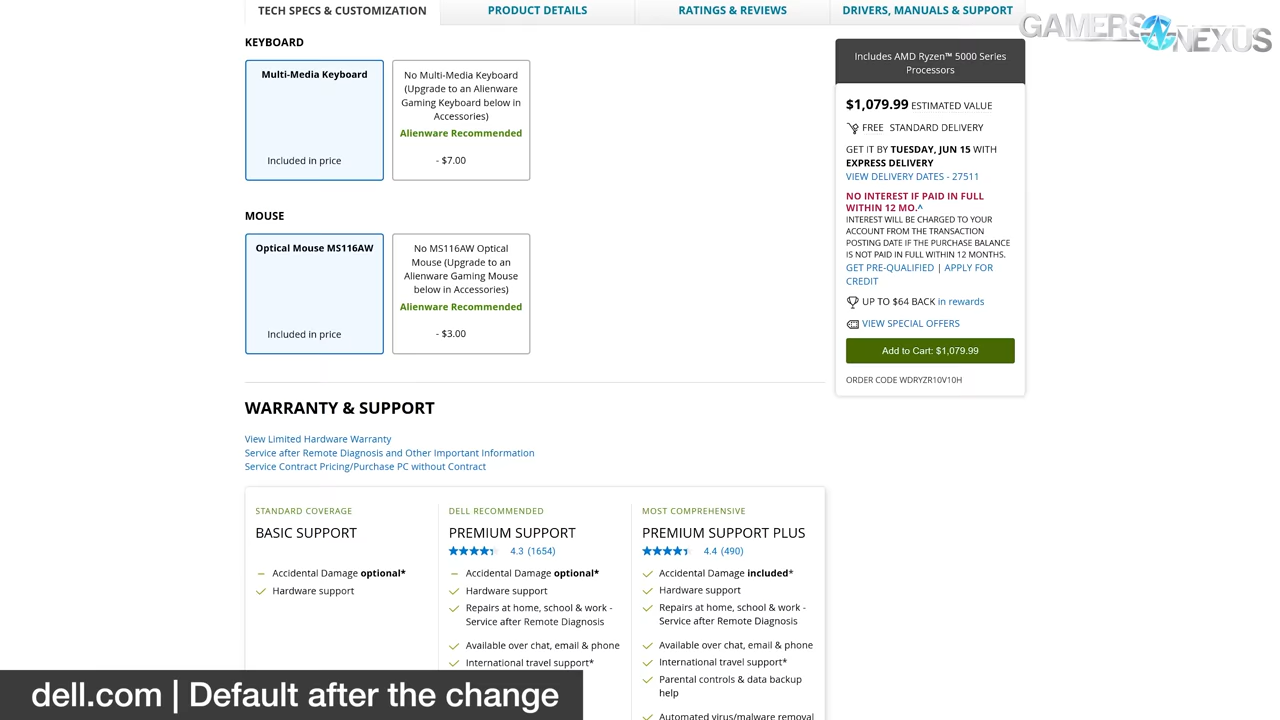 TECH SPECS & CUSTOMIZATION
PRODUCT DETAILS
RATINGS & REVIEWS
DRIVERS, MANUALS & SUPPORT
GAMERS NEXUS
KEYBOARD
Multi-Media Keyboard
Included in price
No Multi-Media Keyboard
(Upgrade to an Alienware
Gaming Keyboard below in
Accessories)
Alienware Recommended
- $7.00
MOUSE
Optical Mouse MS116AW
Included in price
No MS116AW Optical
Mouse (Upgrade to an
Alienware Gaming Mouse
below in Accessories)
Alienware Recommended
- $3.00
Includes AMD Ryzen™ 5000 Series
Processors
$1,079.99 ESTIMATED VALUE
FREE STANDARD DELIVERY
GET IT BY TUESDAY, JUN 15 WITH
EXPRESS DELIVERY
VIEW DELIVERY DATES - 27511
NO INTEREST IF PAID IN FULL
WITHIN 12 MO.^
INTEREST WILL BE CHARGED TO YOUR
ACCOUNT FROM THE TRANSACTION
POSTING DATE IF THE PURCHASE BALANCE
IS NOT PAID IN FULL WITHIN 12 MONTHS.
GET PRE-QUALIFIED | APPLY FOR
CREDIT
UP TO $64 BACK in rewards
VIEW SPECIAL OFFERS
Add to Cart: $1,079.99
ORDER CODE WDRYZR10V10H
WARRANTY & SUPPORT
View Limited Hardware Warranty
Service after Remote Diagnosis and Other Important Information
Service Contract Pricing/Purchase PC without Contract
STANDARD COVERAGE
BASIC SUPPORT
Accidental Damage optional*
Hardware support
DELL RECOMMENDED
PREMIUM SUPPORT
4.3 (1654)
Accidental Damage optional*
Hardware support
Repairs at home, school & work -
Service after Remote Diagnosis
Available over chat, email & phone
International travel support*
MOST COMPREHENSIVE
PREMIUM SUPPORT PLUS
4.4 (490)
Accidental Damage included*
Hardware support
Repairs at home, school & work -
Service after Remote Diagnosis
Available over chat, email & phone
International travel support*
Parental controls & data backup
help
Automated virus/malware removal
dell.com | Default after the change